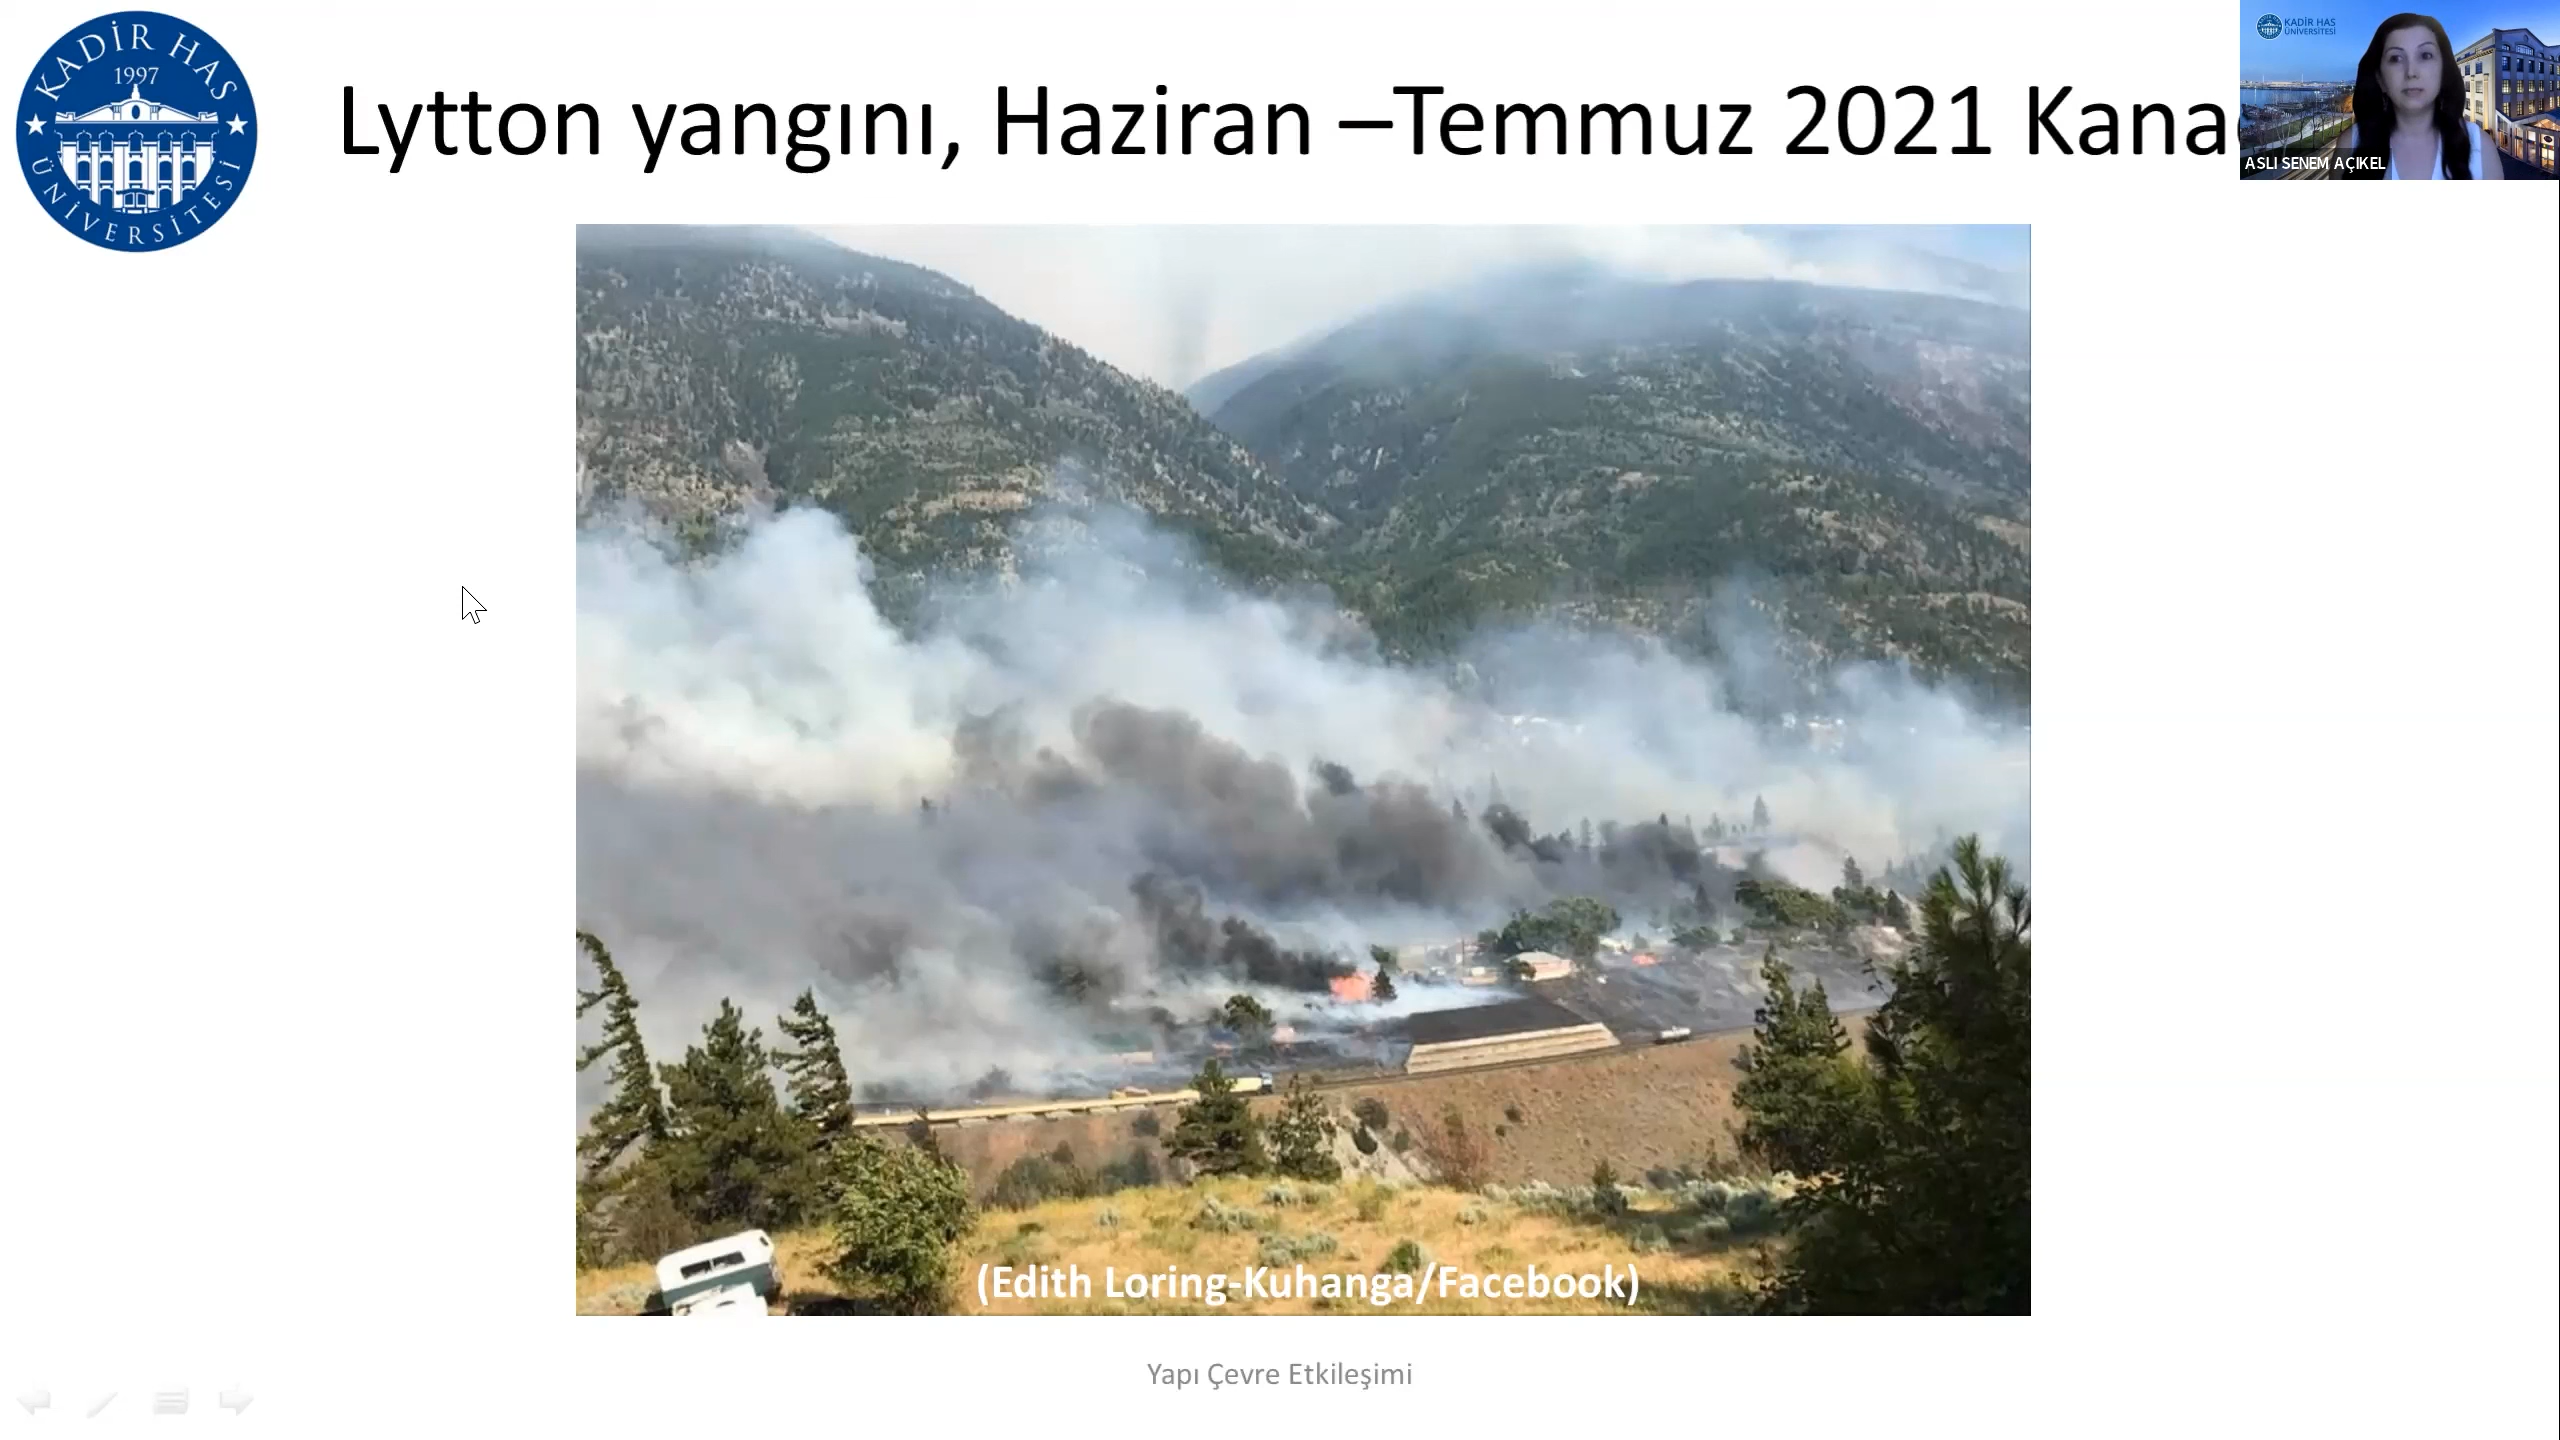 KADİR HAS
1997
ÜNİVERSİTESİ
Lytton yangını, Haziran –Temmuz 2021 Kana
KADİR HAS
ÜNİVERSİTESİ
ASLI SENEM AÇIKEL
(Edith Loring-Kuhanga/Facebook)
Yapı Çevre Etkileşimi